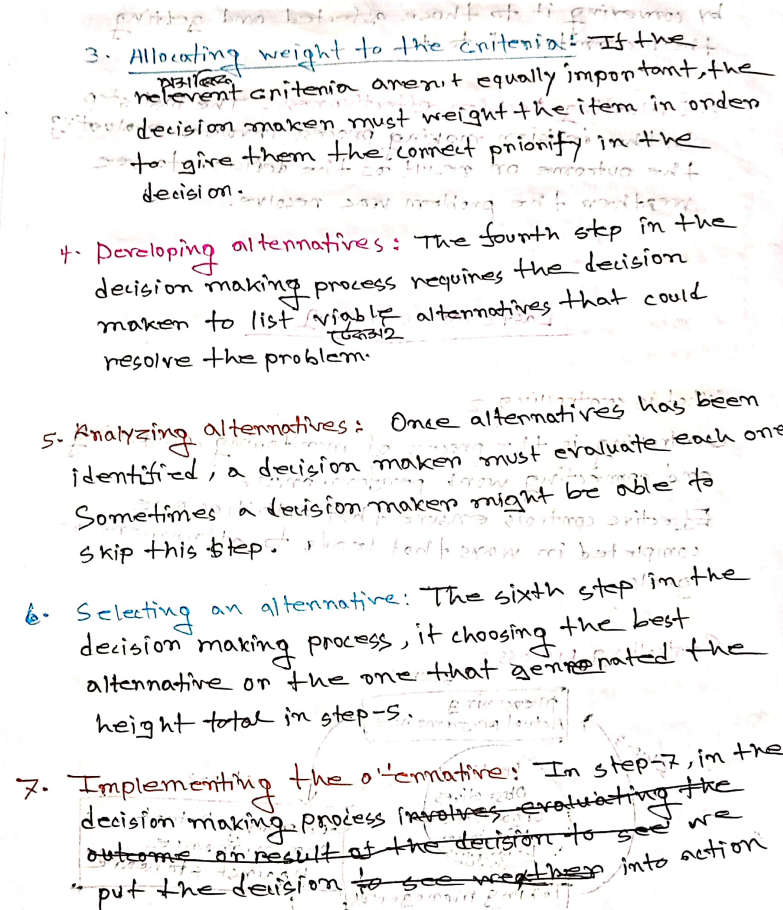 3. Allocating weight to the criteria: If the
প্রাসঙ্গিক
relevent criteria aren't equally important, the
decision maker must weight the item in order
to give them the correct priority in the
decision.
4. Developing alternatives: The fourth step in the
decision making process requires the decision
maker to list viable alternatives that could
টেকসই
resolve the problem.
5. Analyzing alternatives: Once alternatives has been
identified, a decision maker must evaluate each one
Sometimes a decision maker might be able to
skip this step.
6. Selecting an alternative: The sixth step in the
decision making process, it choosing the best
alternative or the one that generated the
height total in step-5.
7. Implementing the alternative: In step-7, in the
decision making process involves evaluating the
outcome or result of the decision to see we
put the decision to see weather into action